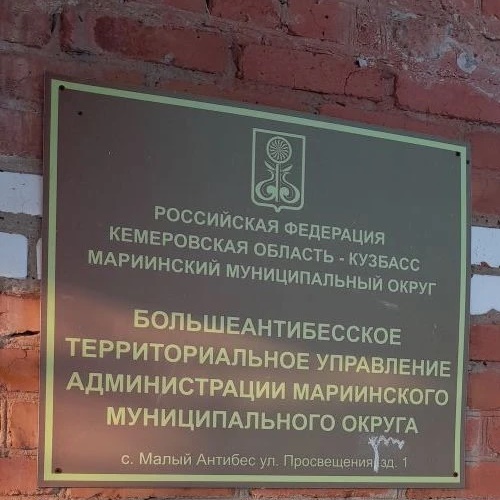 РОССИЙСКАЯ ФЕДЕРАЦИЯ
КЕМЕРОВСКАЯ ОБЛАСТЬ - КУЗБАСС
МАРИИНСКИЙ МУНИЦИПАЛЬНЫЙ ОКРУГ
БОЛЬШЕАНТИБЕССКОЕ
ТЕРРИТОРИАЛЬНОЕ УПРАВЛЕНИЕ
АДМИНИСТРАЦИИ МАРИИНСКОГО
МУНИЦИПАЛЬНОГО ОКРУГА
с. Малый Антибес ул. Просвещения, зд. 1